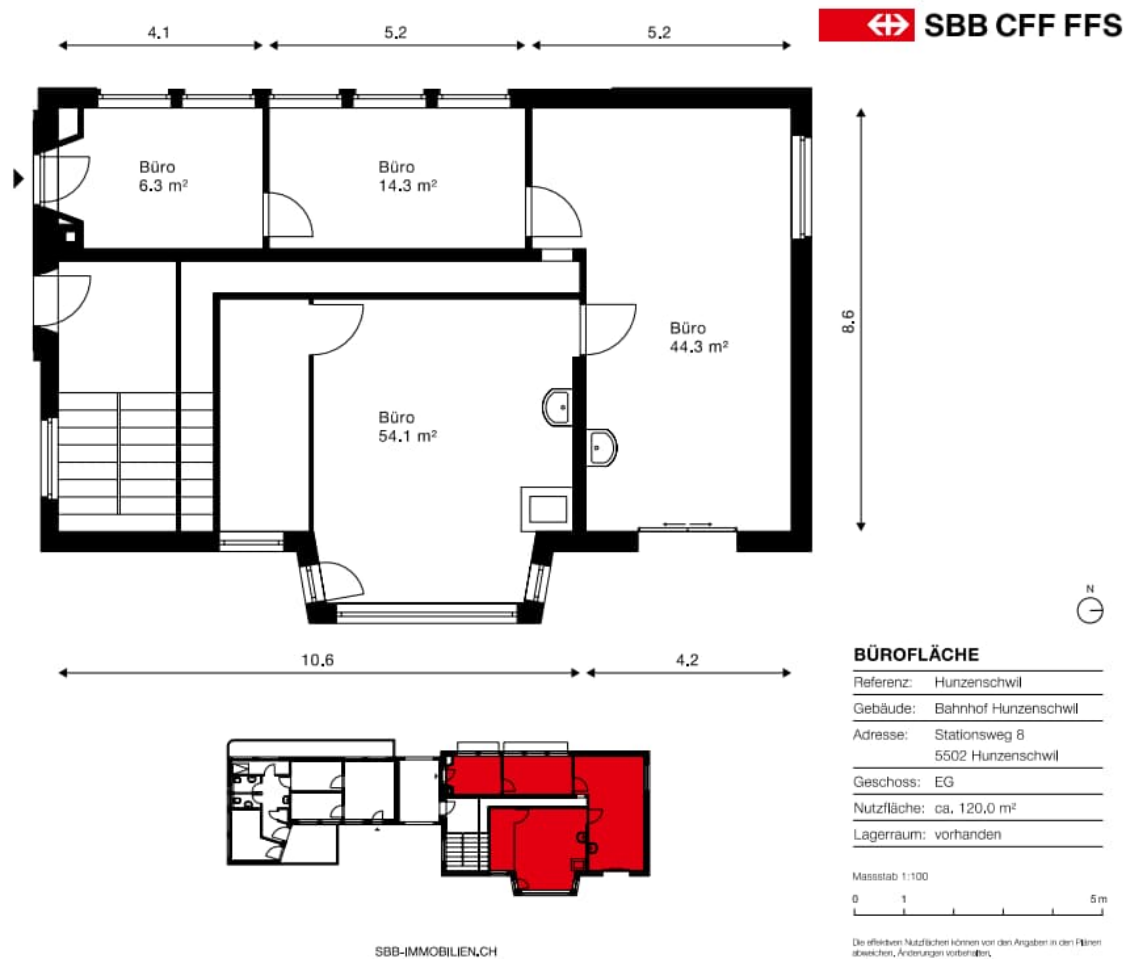 SBB CFF FFS
4.1
5.2
5.2
Büro
6.3 m²
Büro
14.3 m²
Büro
44.3 m²
8.6
Büro
54.1 m²
10.6
4.2
N
BÜROFLÄCHE
Referenz: Hunzenschwil
Gebäude: Bahnhof Hunzenschwil
Adresse: Stationsweg 8
5502 Hunzenschwil
Geschoss: EG
Nutzfläche: ca. 120.0 m²
Lagerraum: vorhanden
Massstab 1:100
0 1 5 m
Die effektiven Nutzflächen können von den Angaben in den Plänen
abweichen, Änderungen vorbehalten.
SBB-IMMOBILIEN.CH